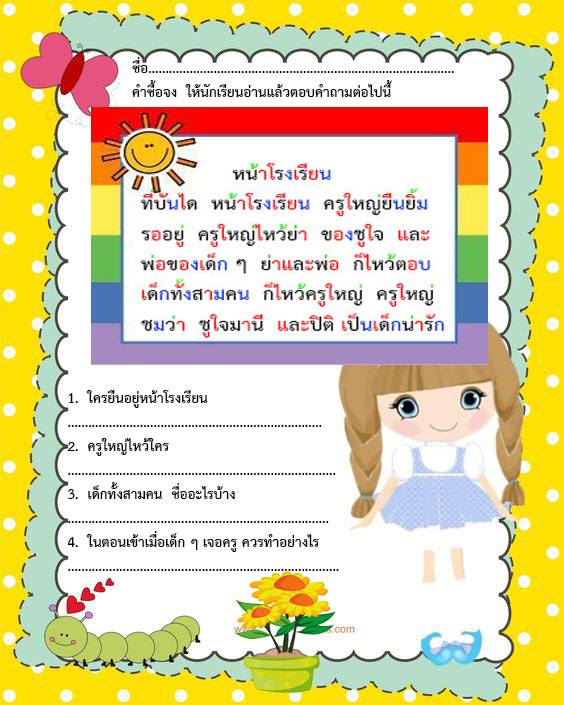 ชื่อ....................................................................................
คำชี้อจง ให้นักเรียนอ่านแล้วตอบคำถามต่อไปนี้
หน้าโรงเรียน
ที่บันได หน้าโรงเรียน ครูใหญ่ยืนยิ้ม
รออยู่ ครูใหญ่ไหว้ย่า ของชูใจ และ
พ่อของเด็ก ๆ ย่าและพ่อ ก็ไหว้ตอบ
เด็กทั้งสามคน ก็ไหว้ครูใหญ่ ครูใหญ่
ชมว่า ชูใจมานี และปิติ เป็นเด็กน่ารัก
1. ใครยืนอยู่หน้าโรงเรียน
......................................................................
2. ครูใหญ่ไหว้ใคร
..........................................................................
3. เด็กทั้งสามคน ชื่ออะไรบ้าง
........................................................................
4. ในตอนเช้าเมื่อเด็ก ๆ เจอครู ควรทำอย่างไร
...........................................................................